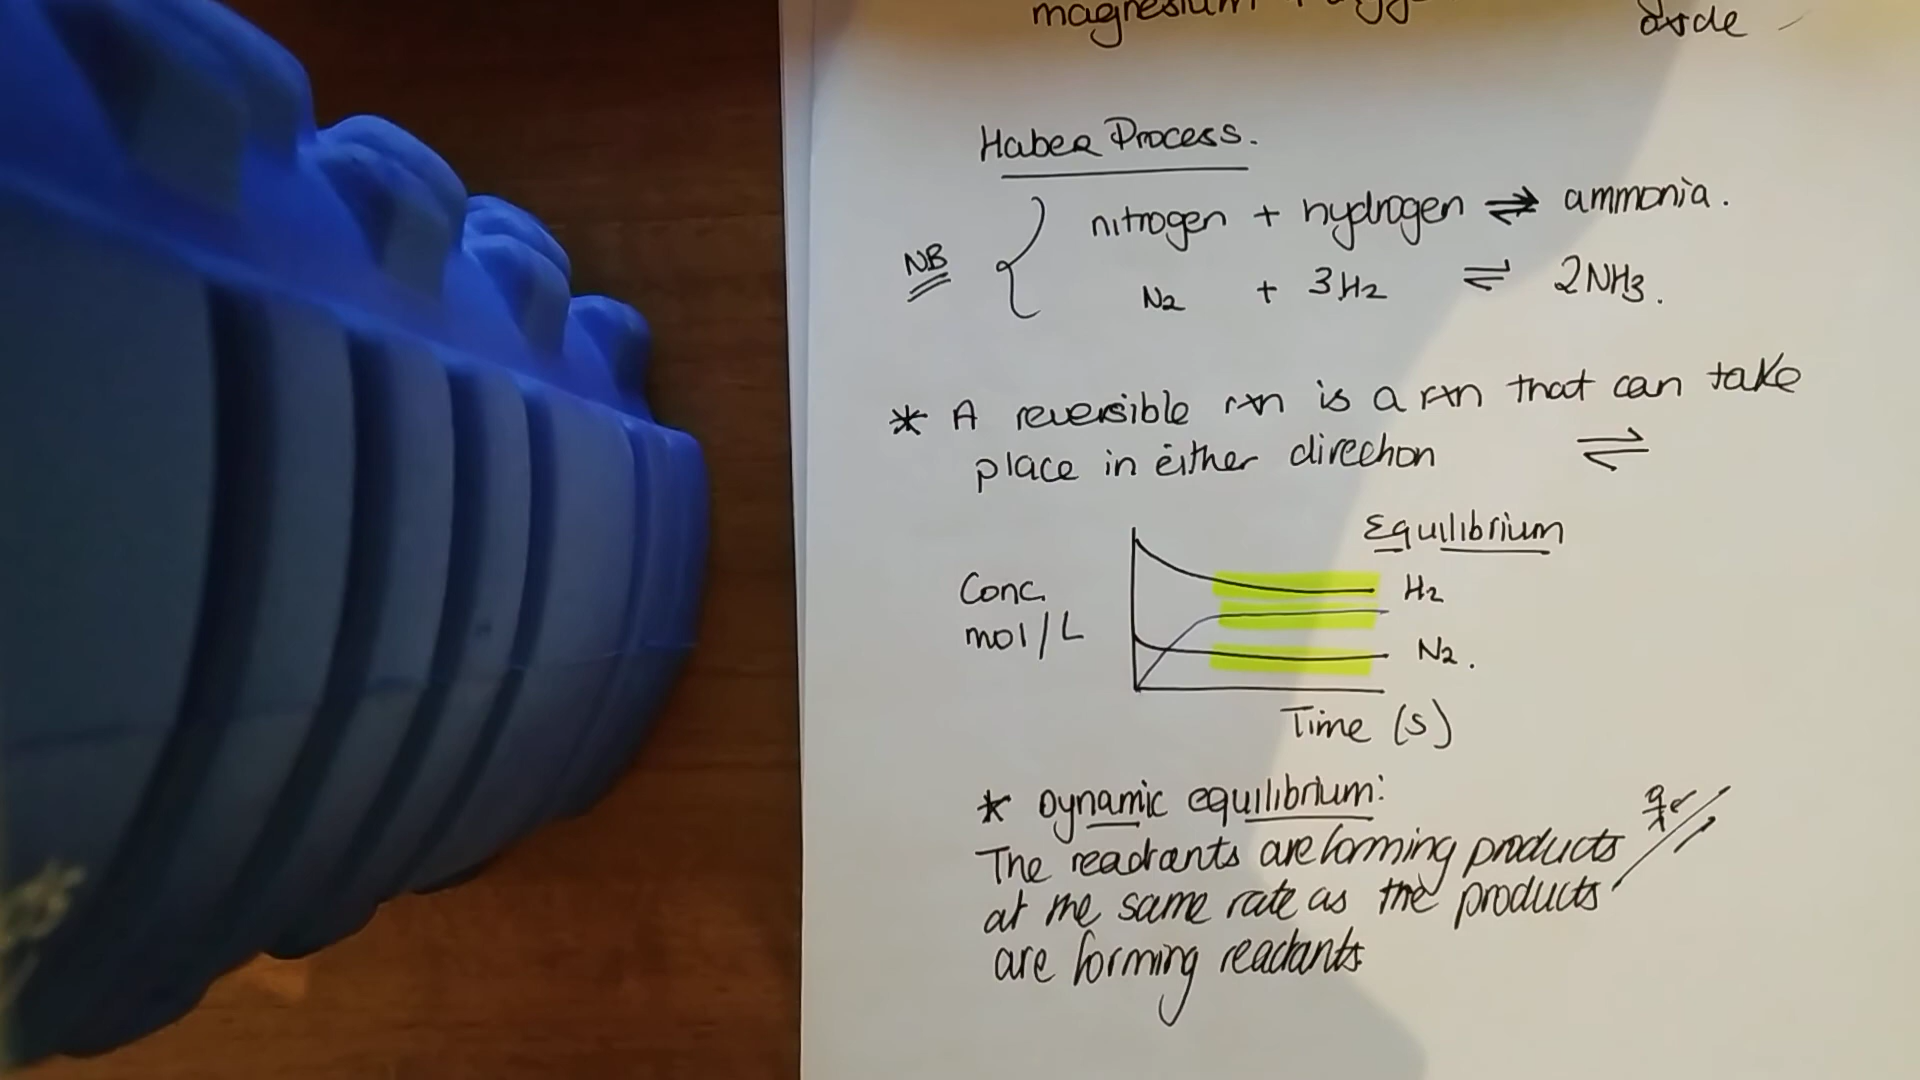 magnesium +
oxide
Haber Process.
NB
nitrogen + hydrogen ⇌ ammonia.
N2 + 3H2 ⇌ 2NH3.
* A reversible rxn is a rxn that can take
place in either direction ⇌
Equilibrium
Conc.
mol/L
H2
N2.
Time (s)
* Dynamic equilibrium:
The reactants are forming products
at the same rate as the products
are forming reactants